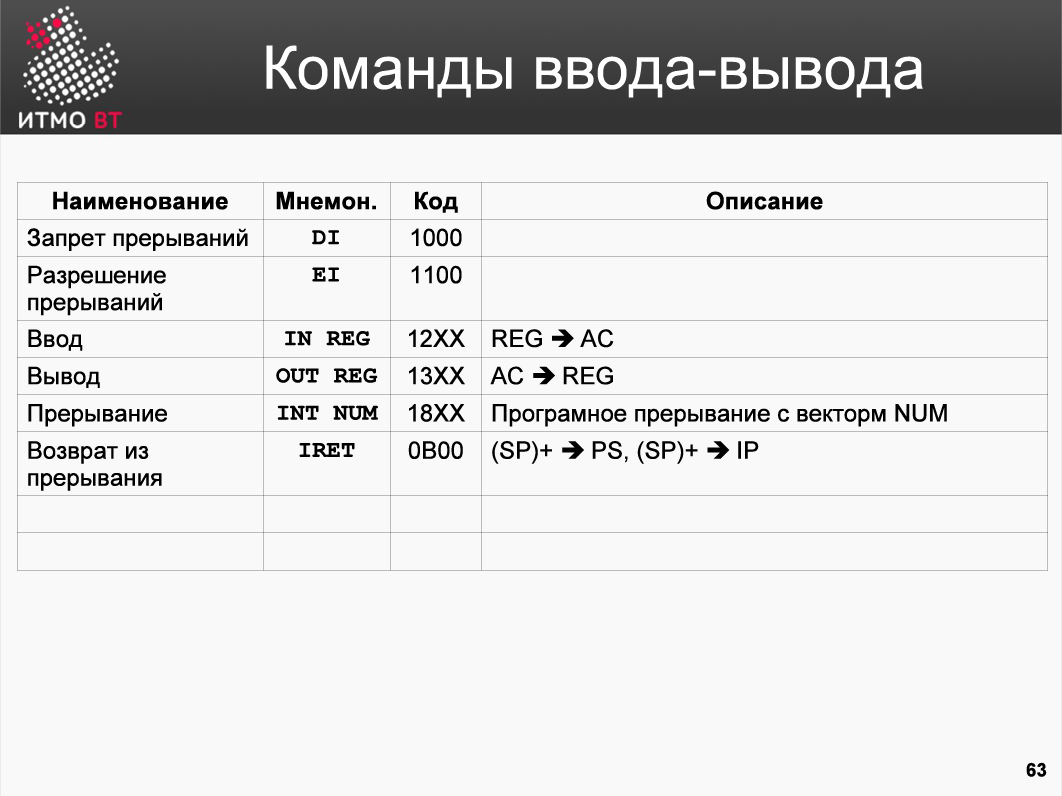 ИТМО ВТ
Команды ввода-вывода
Наименование Мнемон. Код Описание
Запрет прерываний DI 1000
Разрешение EI 1100
прерываний
Ввод IN REG 12XX REG ➔ AC
Вывод OUT REG 13XX AC ➔ REG
Прерывание INT NUM 18XX Програмное прерывание с вектором NUM
Возврат из IRET 0B00 (SP)+ ➔ PS, (SP)+ ➔ IP
прерывания
63